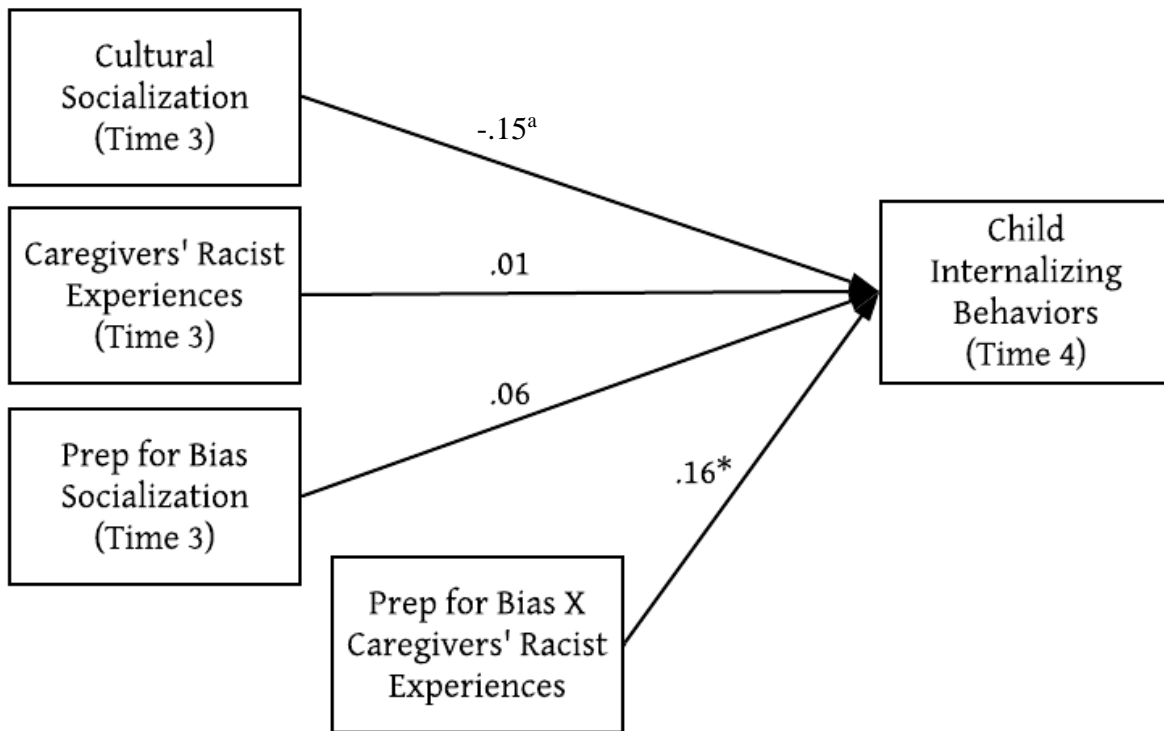 Cultural
Socialization
(Time 3)
-.15ª
Caregivers' Racist
Experiences
(Time 3)
.01
Child
Internalizing
Behaviors
(Time 4)
Prep for Bias
Socialization
(Time 3)
.06
.16*
Prep for Bias X
Caregivers' Racist
Experiences